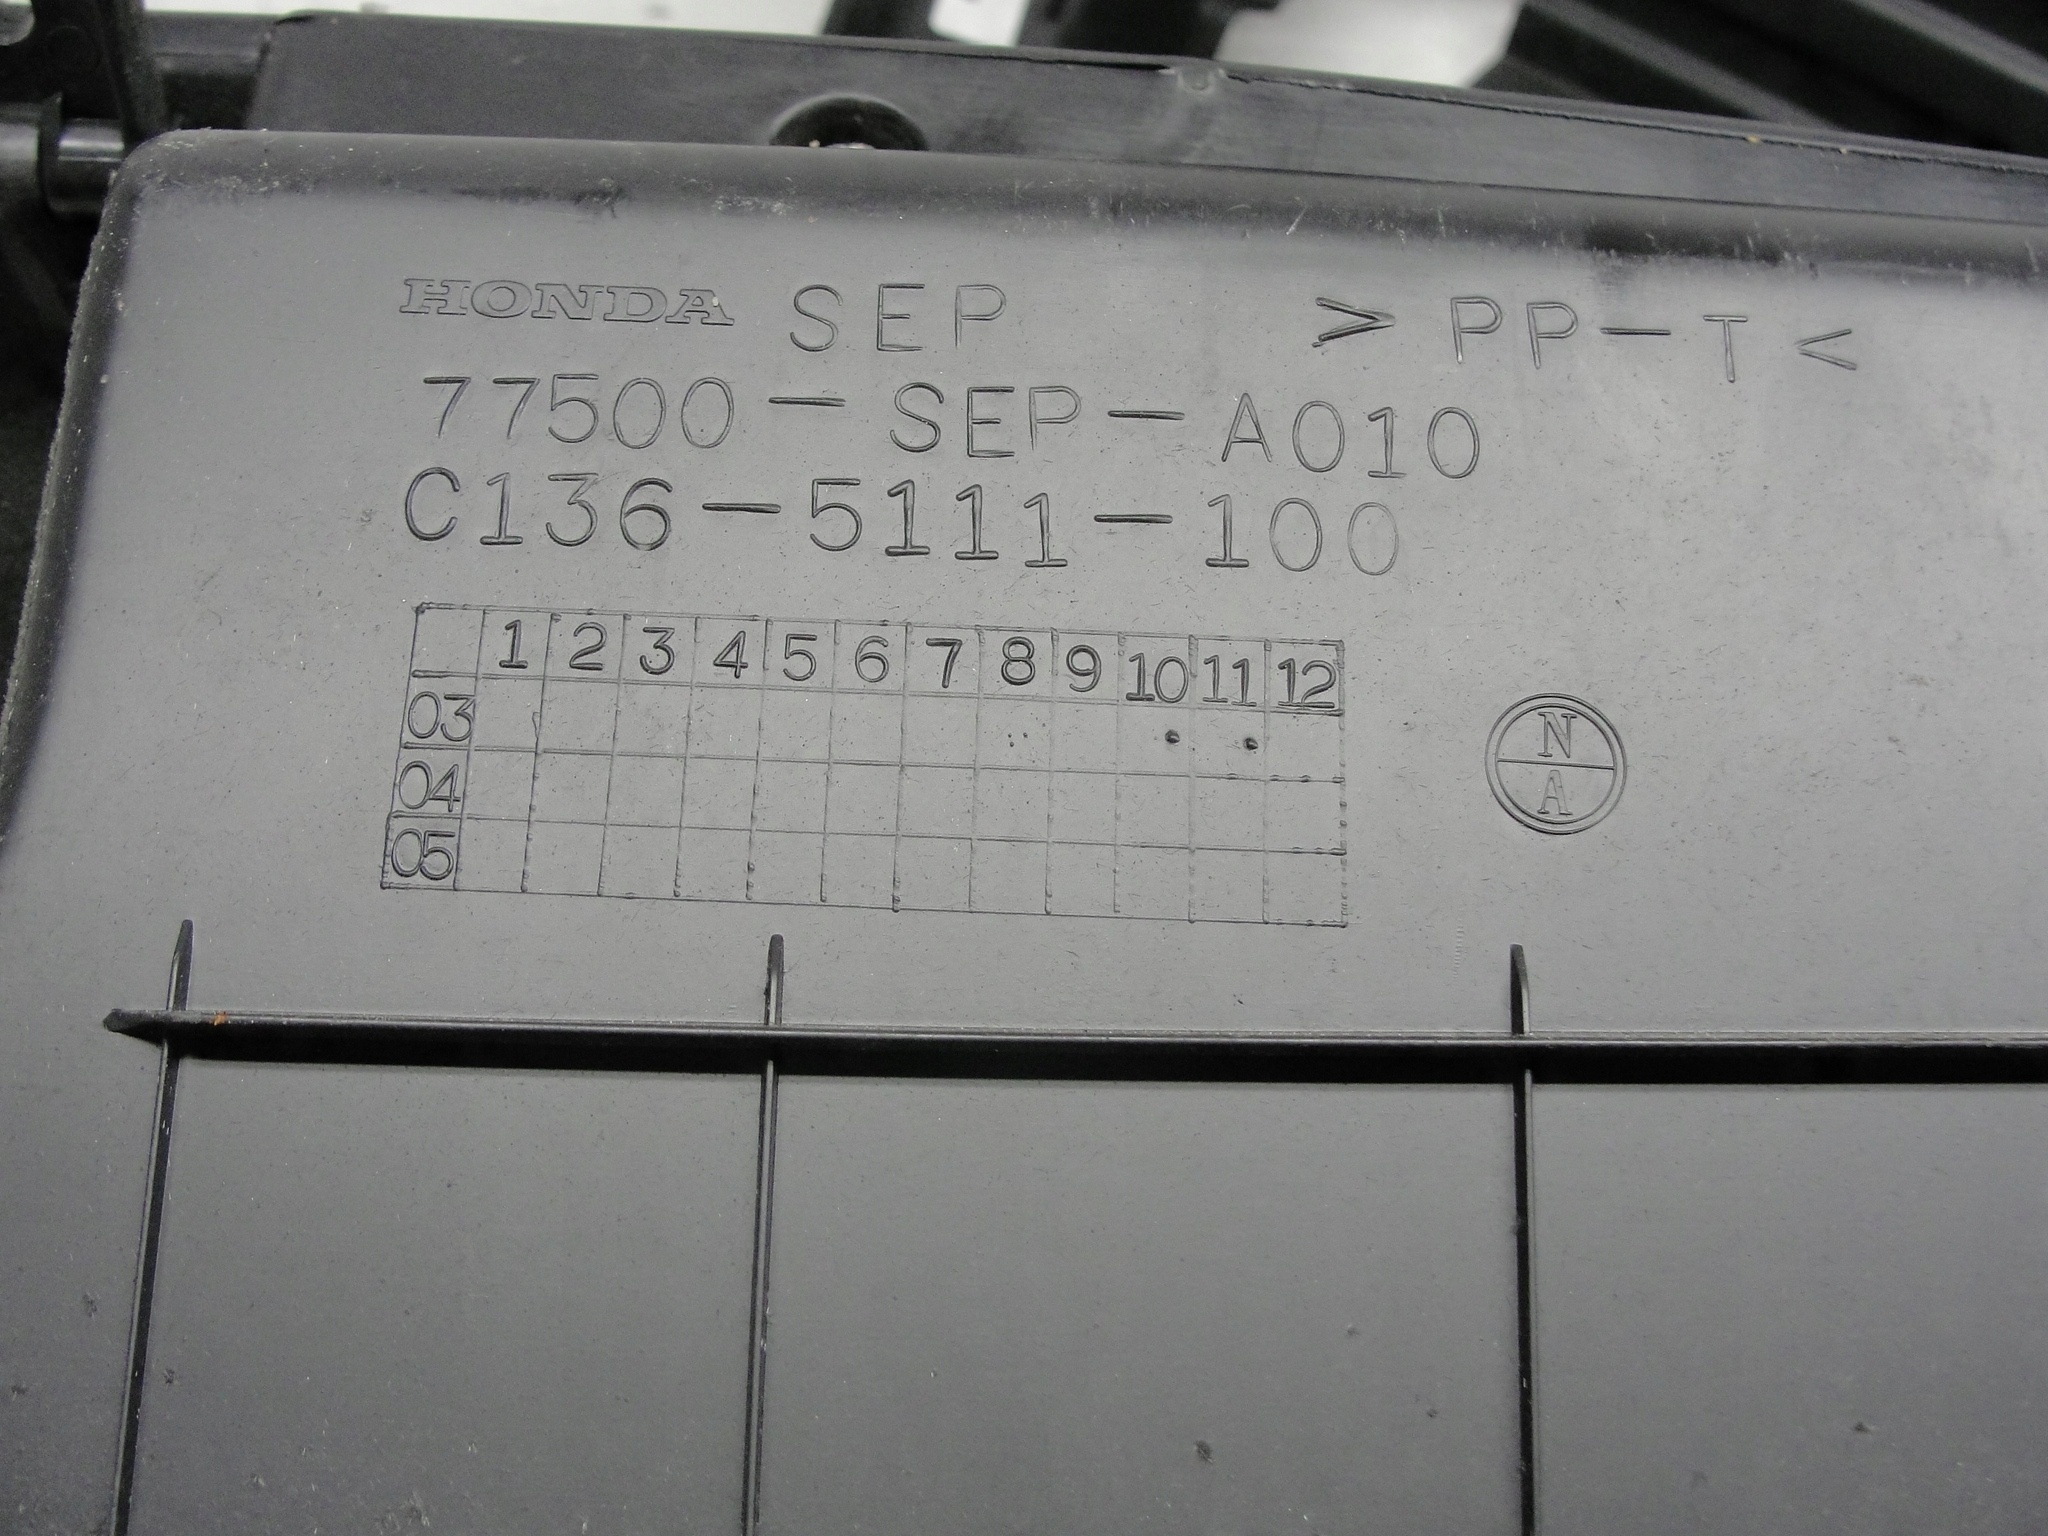 HONDA SEP > PP-T <
77500-SEP-A010
C136-5111-100
1 2 3 4 5 6 7 8 9 10 11 12
03
04
05
N
A